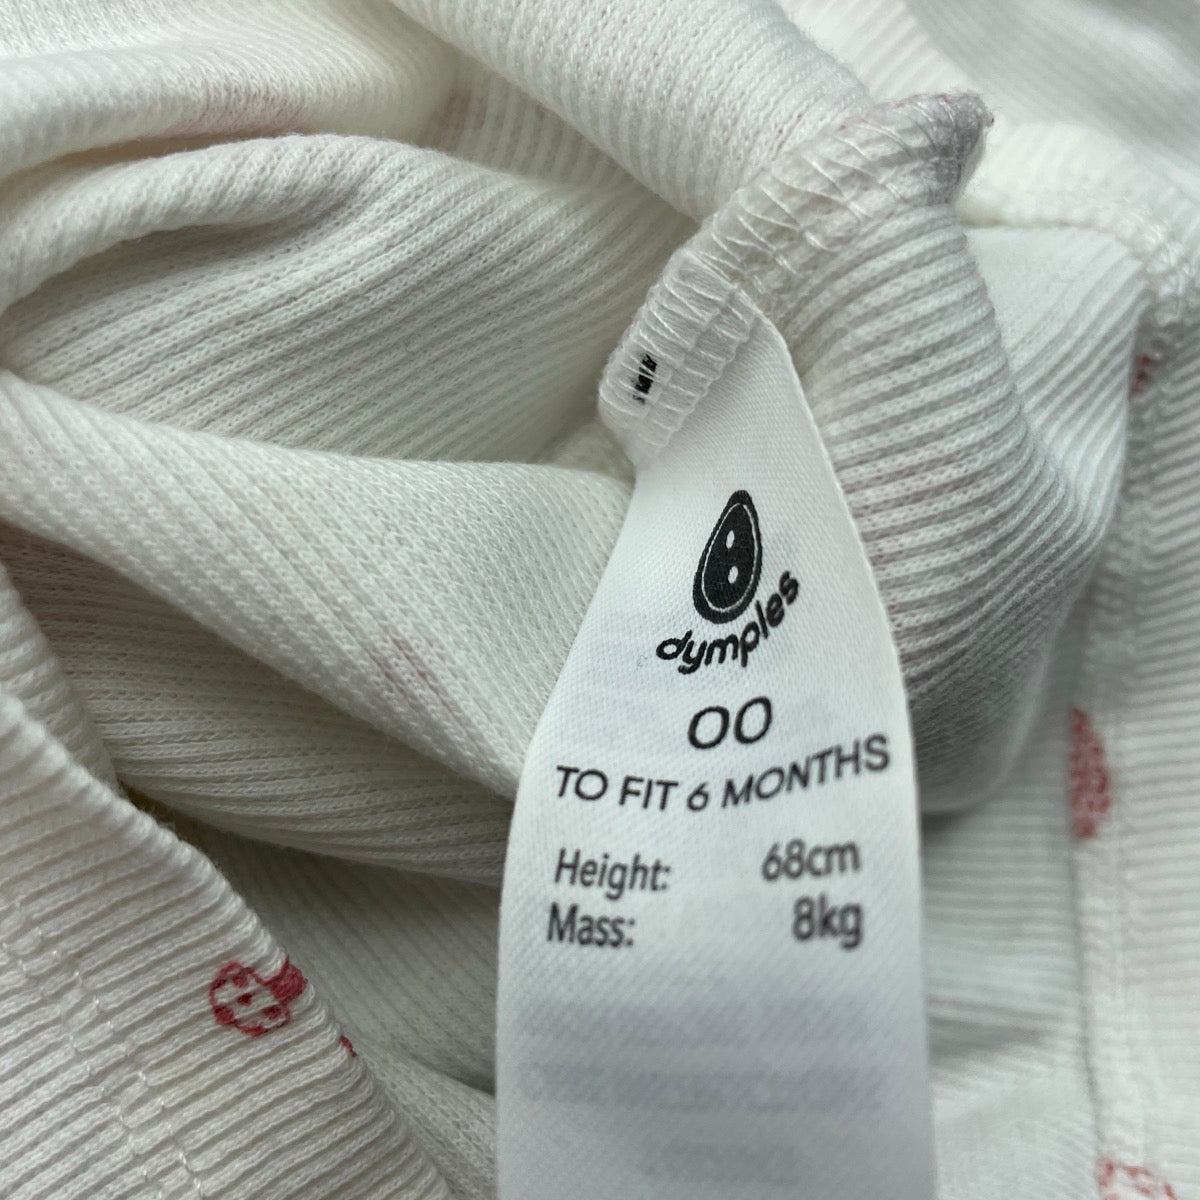 dymples
00
TO FIT 6 MONTHS
Height: 68cm
Mass: 8kg